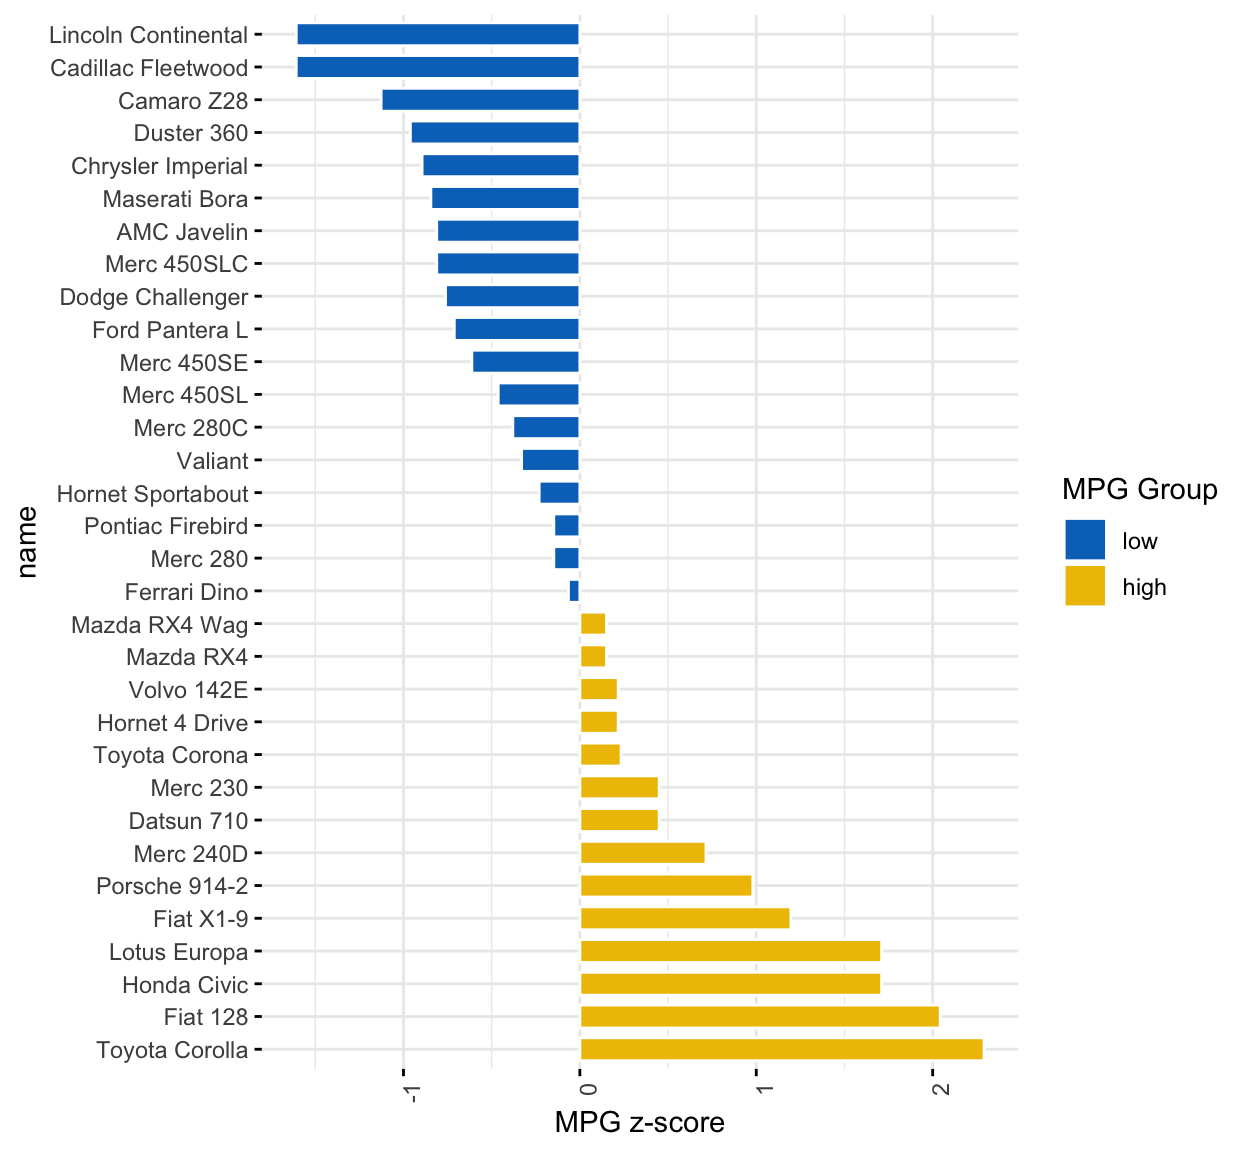 Lincoln Continental
Cadillac Fleetwood
Camaro Z28
Duster 360
Chrysler Imperial
Maserati Bora
AMC Javelin
Merc 450SLC
Dodge Challenger
Ford Pantera L
Merc 450SE
Merc 450SL
Merc 280C
Valiant
Hornet Sportabout
Pontiac Firebird
Merc 280
Ferrari Dino
Mazda RX4 Wag
Mazda RX4
Volvo 142E
Hornet 4 Drive
Toyota Corona
Merc 230
Datsun 710
Merc 240D
Porsche 914-2
Fiat X1-9
Lotus Europa
Honda Civic
Fiat 128
Toyota Corolla
name
-1 0 1 2
MPG z-score
MPG Group
low
high